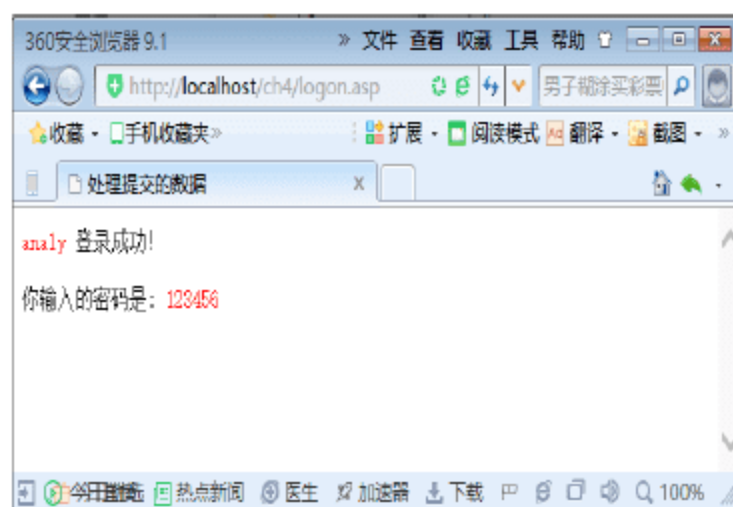 360安全浏览器 9.1 » 文件 查看 收藏 工具 帮助
http://localhost/ch4/logon.asp 男子糊涂买彩票
收藏 手机收藏夹» 扩展 阅读模式 翻译 截图 »
处理提交的数据 x
analy 登录成功!
你输入的密码是: 123456
热点新闻 医生 加速器 下载 100%